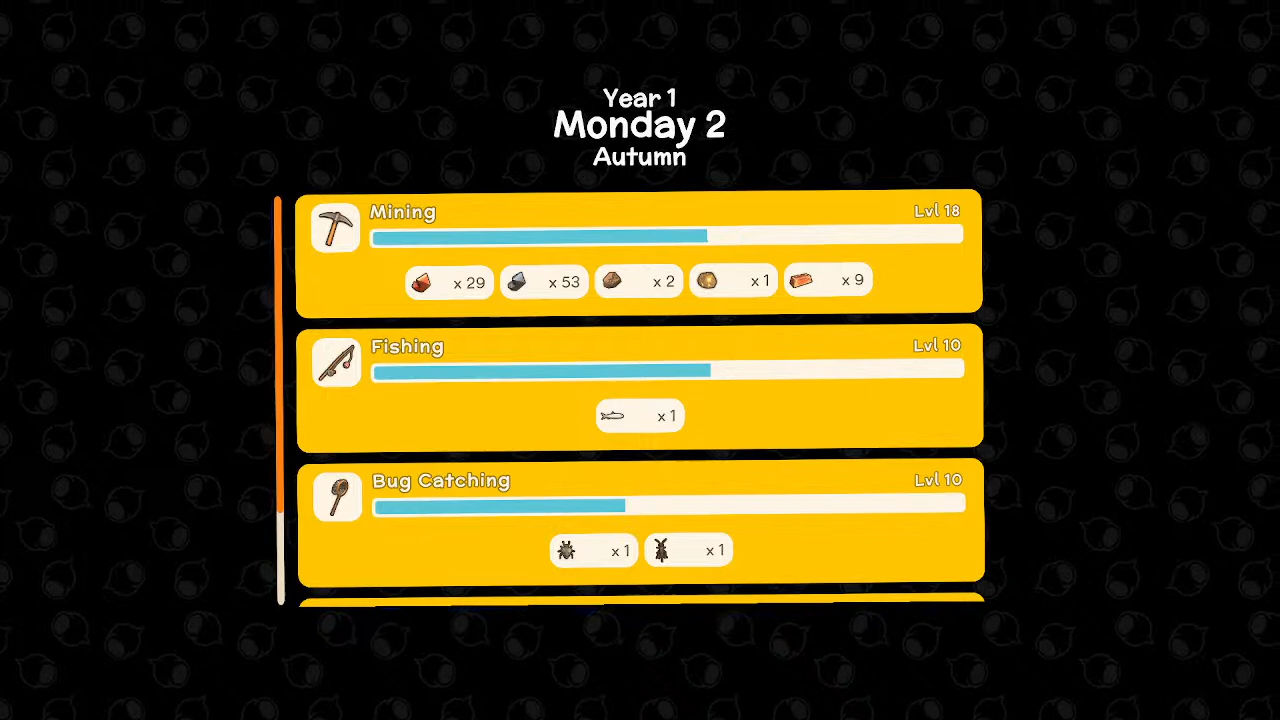 Year 1
Monday 2
Autumn
Mining Lvl 18
x 29 x 53 x 2 x 1 x 9
Fishing Lvl 10
x 1
Bug Catching Lvl 10
x 1 x 1